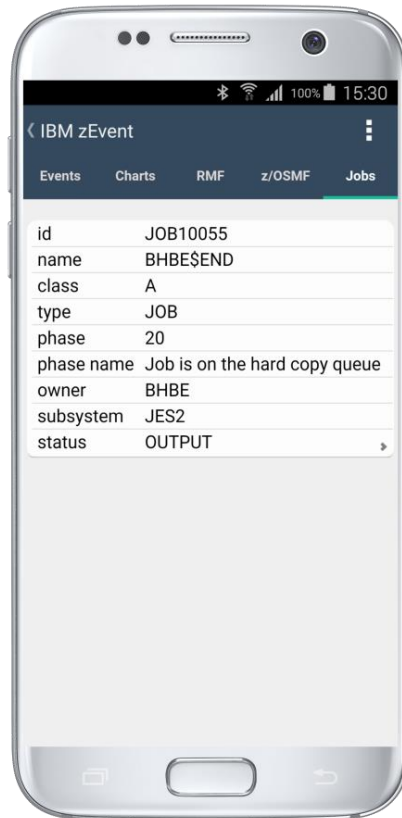 100% 15:30
IBM zEvent
Events Charts RMF z/OSMF Jobs
id JOB10055
name BHBE$END
class A
type JOB
phase 20
phase name Job is on the hard copy queue
owner BHBE
subsystem JES2
status OUTPUT